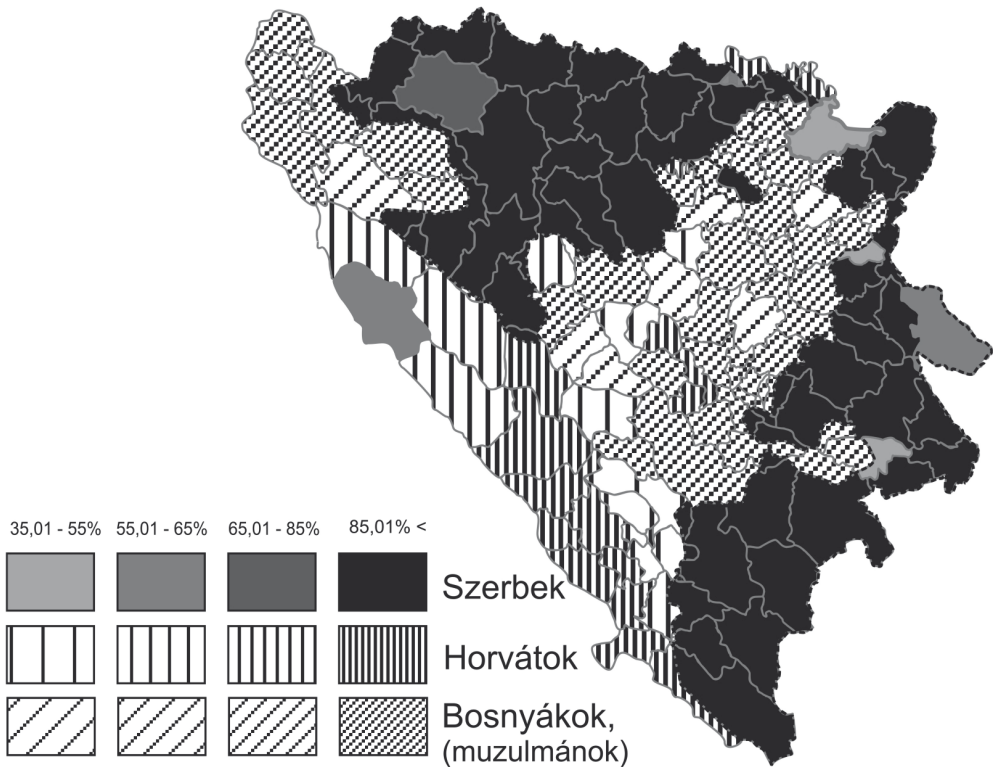 35,01 - 55% 55,01 - 65% 65,01 - 85% 85,01% <
Szerbek
Horvátok
Bosnyákok,
(muzulmánok)